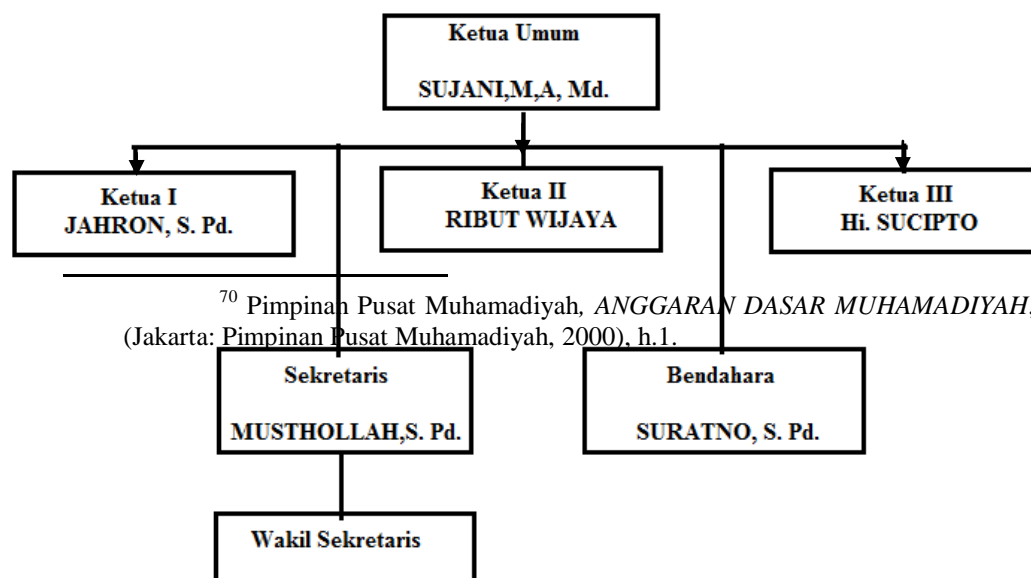 Ketua Umum
SUJANI,M,A, Md.
Ketua I
JAHRON, S. Pd.
Ketua II
RIBUT WIJAYA
Ketua III
Hi. SUCIPTO
70 Pimpinan Pusat Muhamadiyah, ANGGARAN DASAR MUHAMADIYAH,
(Jakarta: Pimpinan Pusat Muhamadiyah, 2000), h.1.
Sekretaris
MUSTHOLLAH,S. Pd.
Bendahara
SURATNO, S. Pd.
Wakil Sekretaris